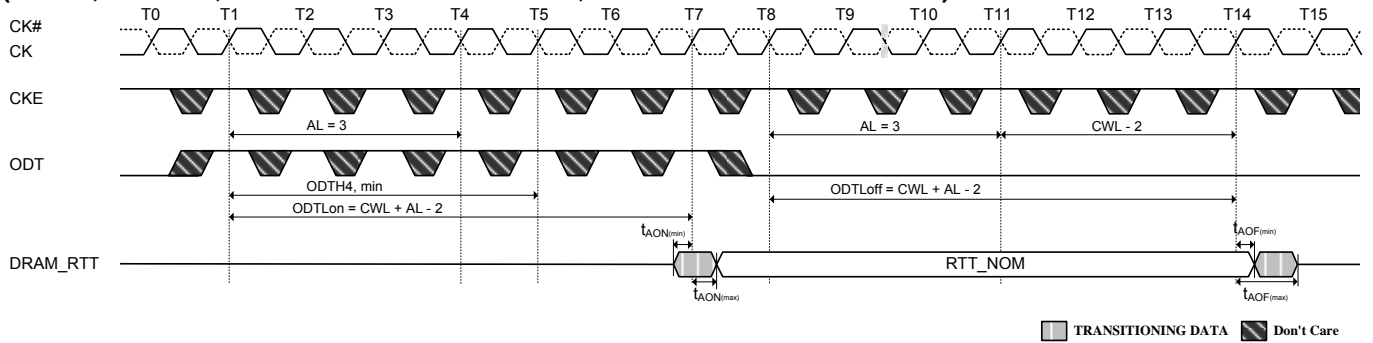 T0 T1 T2 T3 T4 T5 T6 T7 T8 T9 T10 T11 T12 T13 T14 T15
CK#
CK
CKE
AL = 3 AL = 3 CWL - 2
ODT
ODTH4, min ODTLoff = CWL + AL - 2
ODTLon = CWL + AL - 2
tAON(min) tAOF(min)
DRAM_RTT RTT_NOM
tAON(max) tAOF(max)
TRANSITIONING DATA Don't Care